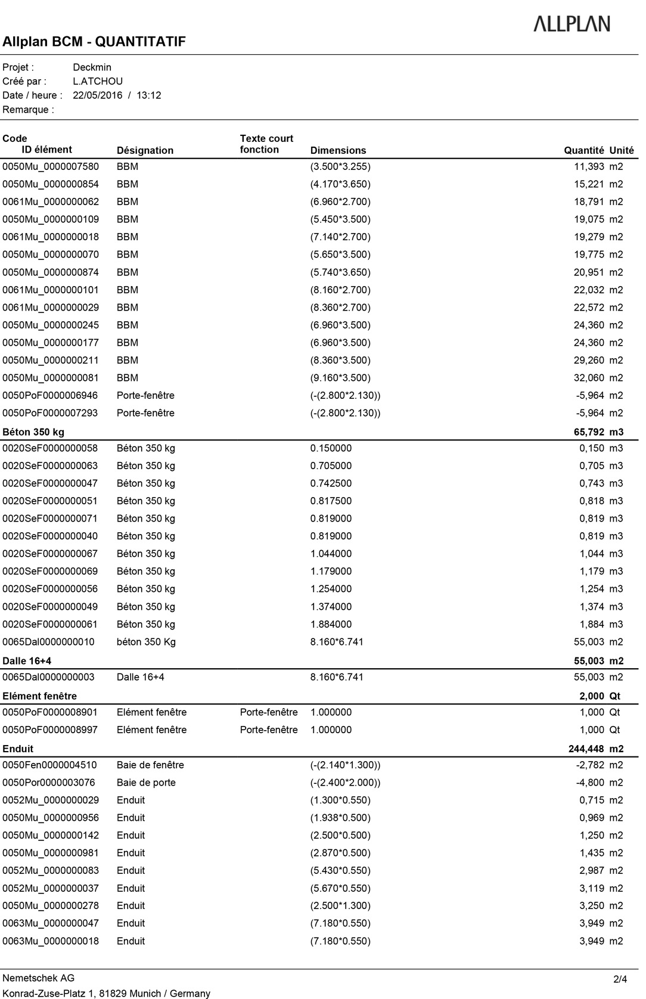 ALLPLAN
Allplan BCM - QUANTITATIF
Projet : Deckmin
Créé par : L.ATCHOU
Date / heure : 22/05/2016 / 13:12
Remarque :
Code Texte court
ID élément Désignation fonction Dimensions Quantité Unité
0050Mu_0000007580 BBM (3.500*3.255) 11,393 m2
0050Mu_0000000854 BBM (4.170*3.650) 15,221 m2
0061Mu_0000000062 BBM (6.960*2.700) 18,791 m2
0050Mu_0000000109 BBM (5.450*3.500) 19,075 m2
0061Mu_0000000018 BBM (7.140*2.700) 19,279 m2
0050Mu_0000000070 BBM (5.650*3.500) 19,775 m2
0050Mu_0000000874 BBM (5.740*3.650) 20,951 m2
0061Mu_0000000101 BBM (8.160*2.700) 22,032 m2
0061Mu_0000000029 BBM (8.360*2.700) 22,572 m2
0050Mu_0000000245 BBM (6.960*3.500) 24,360 m2
0050Mu_0000000177 BBM (6.960*3.500) 24,360 m2
0050Mu_0000000211 BBM (8.360*3.500) 29,260 m2
0050Mu_0000000081 BBM (9.160*3.500) 32,060 m2
0050PoF0000006946 Porte-fenêtre (-(2.800*2.130)) -5,964 m2
0050PoF0000007293 Porte-fenêtre (-(2.800*2.130)) -5,964 m2
Béton 350 kg 65,792 m3
0020SeF0000000058 Béton 350 kg 0.150000 0,150 m3
0020SeF0000000063 Béton 350 kg 0.705000 0,705 m3
0020SeF0000000047 Béton 350 kg 0.742500 0,743 m3
0020SeF0000000051 Béton 350 kg 0.817500 0,818 m3
0020SeF0000000071 Béton 350 kg 0.819000 0,819 m3
0020SeF0000000040 Béton 350 kg 0.819000 0,819 m3
0020SeF0000000067 Béton 350 kg 1.044000 1,044 m3
0020SeF0000000069 Béton 350 kg 1.179000 1,179 m3
0020SeF0000000056 Béton 350 kg 1.254000 1,254 m3
0020SeF0000000049 Béton 350 kg 1.374000 1,374 m3
0020SeF0000000061 Béton 350 kg 1.884000 1,884 m3
0065Dal0000000010 béton 350 Kg 8.160*6.741 55,003 m2
Dalle 16+4 55,003 m2
0065Dal0000000003 Dalle 16+4 8.160*6.741 55,003 m2
Elément fenêtre 2,000 Qt
0050PoF0000008901 Elément fenêtre Porte-fenêtre 1.000000 1,000 Qt
0050PoF0000008997 Elément fenêtre Porte-fenêtre 1.000000 1,000 Qt
Enduit 244,448 m2
0050Fen0000004510 Baie de fenêtre (-(2.140*1.300)) -2,782 m2
0050Por0000003076 Baie de porte (-(2.400*2.000)) -4,800 m2
0052Mu_0000000029 Enduit (1.300*0.550) 0,715 m2
0050Mu_0000000956 Enduit (1.938*0.500) 0,969 m2
0050Mu_0000000142 Enduit (2.500*0.500) 1,250 m2
0050Mu_0000000981 Enduit (2.870*0.500) 1,435 m2
0052Mu_0000000083 Enduit (5.430*0.550) 2,987 m2
0052Mu_0000000037 Enduit (5.670*0.550) 3,119 m2
0050Mu_0000000278 Enduit (2.500*1.300) 3,250 m2
0063Mu_0000000047 Enduit (7.180*0.550) 3,949 m2
0063Mu_0000000018 Enduit (7.180*0.550) 3,949 m2
Nemetschek AG 2/4
Konrad-Zuse-Platz 1, 81829 Munich / Germany